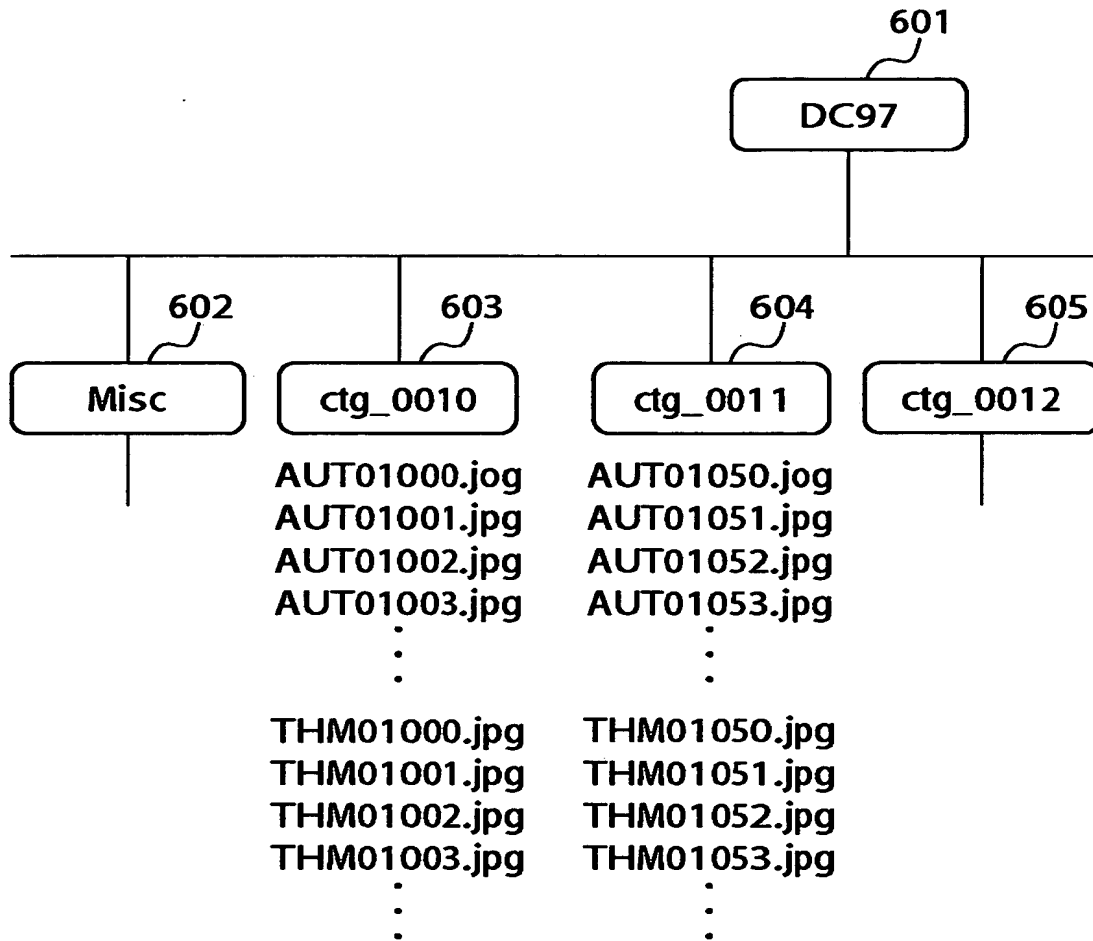 601
DC97
602 603 604 605
Misc ctg_0010 ctg_0011 ctg_0012
AUT01000.jog AUT01050.jog
AUT01001.jpg AUT01051.jpg
AUT01002.jpg AUT01052.jpg
AUT01003.jpg AUT01053.jpg
THM01000.jpg THM01050.jpg
THM01001.jpg THM01051.jpg
THM01002.jpg THM01052.jpg
THM01003.jpg THM01053.jpg